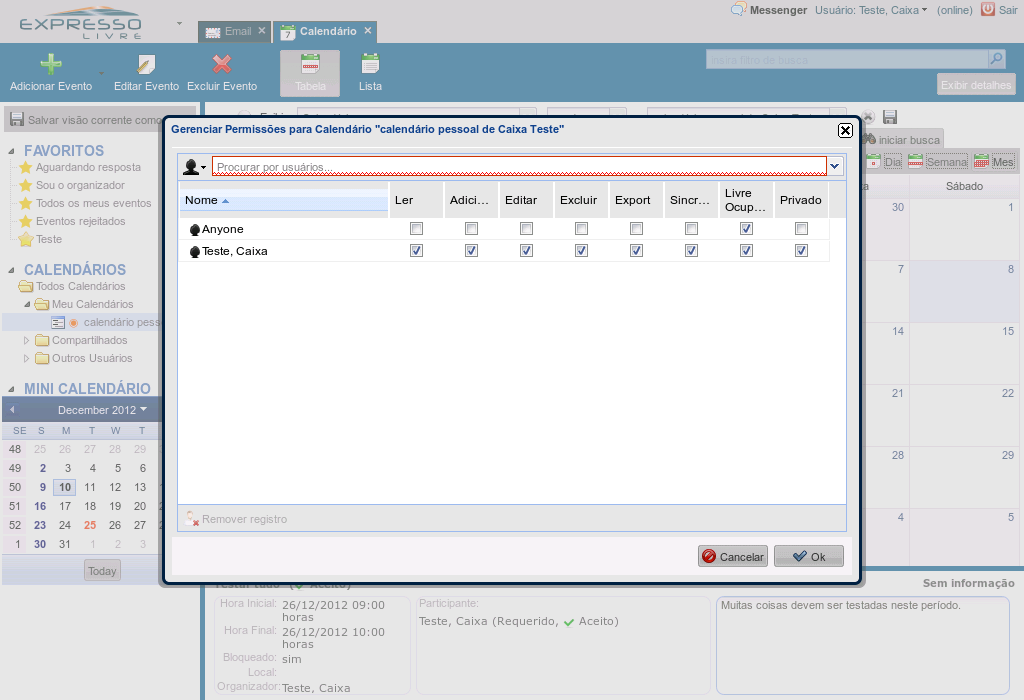 EXPRESSO
LIVRE
Email
Calendário
Messenger Usuário: Teste, Caixa (online) Sair
Adicionar Evento Editar Evento Excluir Evento Tabela Lista
Insira filtro de busca
Exibir detalhes
Salvar visão corrente como
iniciar busca
Dia Semana Mes
Sábado
FAVORITOS
Aguardando resposta
Sou o organizador
Todos os meus eventos
Eventos rejeitados
Teste
CALENDÁRIOS
Todos Calendários
Meu Calendários
calendário pess
Compartilhados
Outros Usuários
MINI CALENDÁRIO
December 2012
SE S M T W T
48 25 26 27 28 29
49 2 3 4 5 6
50 9 10 11 12 13
51 16 17 18 19 20
52 23 24 25 26 27
1 30 31 1 2 3
Today
Gerenciar Permissões para Calendário "calendário pessoal de Caixa Teste"
Procurar por usuários...
Nome Ler Adici... Editar Excluir Export Sincr... Livre Ocup... Privado
Anyone
Teste, Caixa
Remover registro
Cancelar Ok
30 1
7 8
14 15
21 22
28 29
4 5
Testar tudo (Aceito)
Sem informação
Hora Inicial: 26/12/2012 09:00
horas
Hora Final: 26/12/2012 10:00
horas
Bloqueado: sim
Local:
Organizador: Teste, Caixa
Participante:
Teste, Caixa (Requerido, Aceito)
Muitas coisas devem ser testadas neste período.